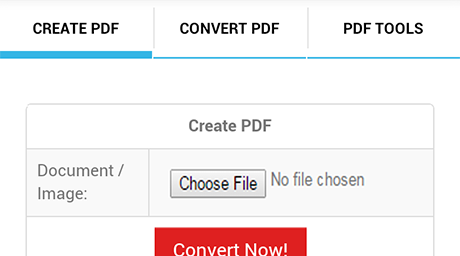 CREATE PDF CONVERT PDF PDF TOOLS
Create PDF
Document /
Image:
Choose File No file chosen
Convert Now!